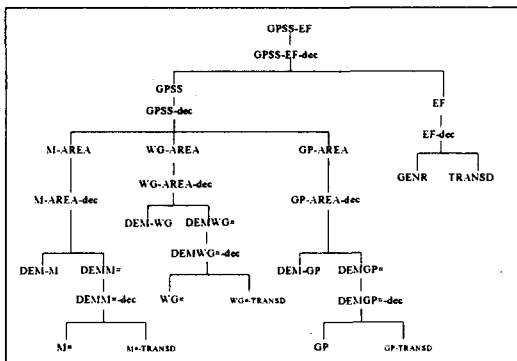 GPSS-EF
GPSS-EF-dec
GPSS
GPSS-dec
EF
EF-dec
GENR TRANSD
M-AREA WG-AREA GP-AREA
WG-AREA-dec
M-AREA-dec GP-AREA-dec
DEM-WG DEMWG=
DEMWG=-dec
DEM-M DEMM= DEM-GP DEMGP=
DEMM=-dec WG= WG=-TRANSD DEMGP=-dec
M= M=-TRANSD GP GP-TRANSD